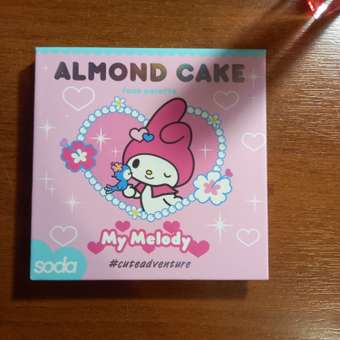 ALMOND CAKE
face palette
My Melody
soda
#cuteadventure